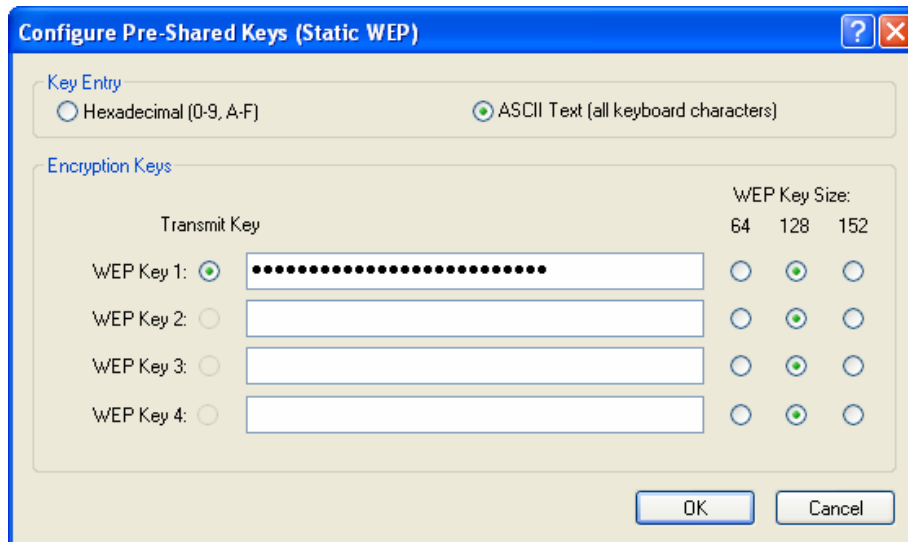 Configure Pre-Shared Keys (Static WEP)
Key Entry
Hexadecimal (0-9, A-F)
ASCII Text (all keyboard characters)
Encryption Keys
WEP Key Size:
Transmit Key
64 128 152
WEP Key 1: ••••••••••••••••••••••••••
WEP Key 2:
WEP Key 3:
WEP Key 4:
OK
Cancel